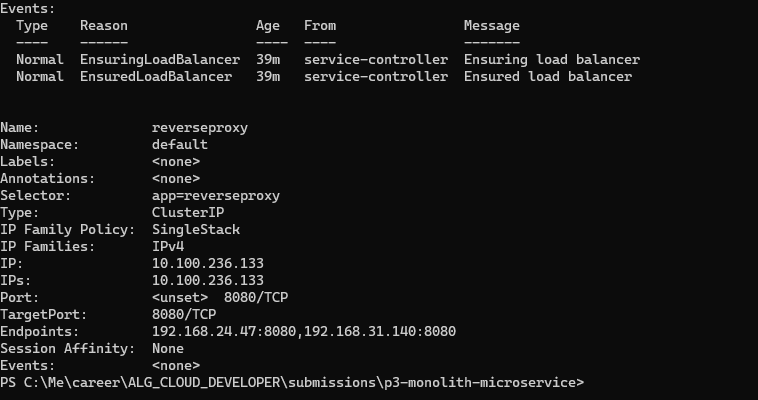 Events:
  Type    Reason                Age   From                Message
  ----    ------                ----  ----                -------
  Normal  EnsuringLoadBalancer  39m   service-controller  Ensuring load balancer
  Normal  EnsuredLoadBalancer   39m   service-controller  Ensured load balancer
Name:              reverseproxy
Namespace:         default
Labels:            <none>
Annotations:       <none>
Selector:          app=reverseproxy
Type:              ClusterIP
IP Family Policy:  SingleStack
IP Families:       IPv4
IP:                10.100.236.133
IPs:               10.100.236.133
Port:              <unset>  8080/TCP
TargetPort:        8080/TCP
Endpoints:         192.168.24.47:8080,192.168.31.140:8080
Session Affinity:  None
Events:            <none>
PS C:\Me\career\ALG_CLOUD_DEVELOPER\submissions\p3-monolith-microservice>